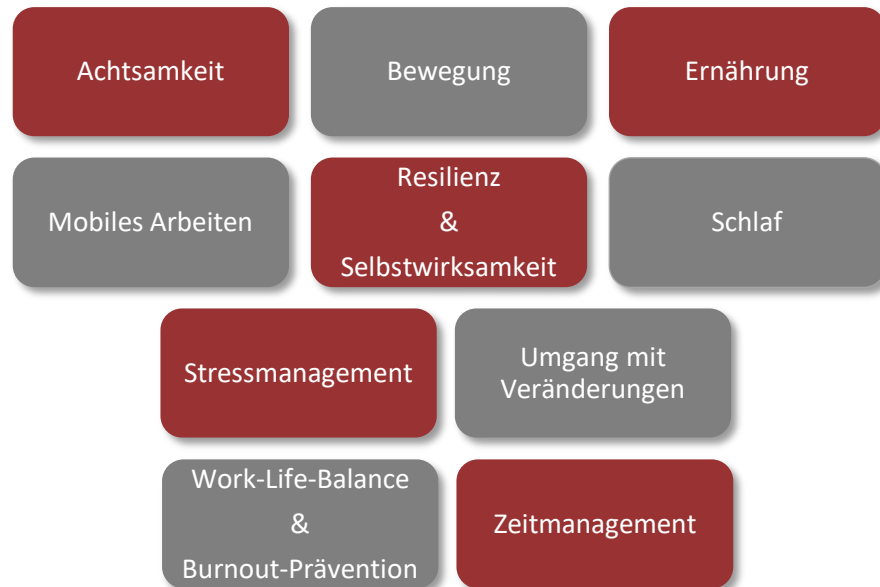 Achtsamkeit
Bewegung
Ernährung
Mobiles Arbeiten
Resilienz
&
Selbstwirksamkeit
Schlaf
Stressmanagement
Umgang mit
Veränderungen
Work-Life-Balance
&
Burnout-Prävention
Zeitmanagement